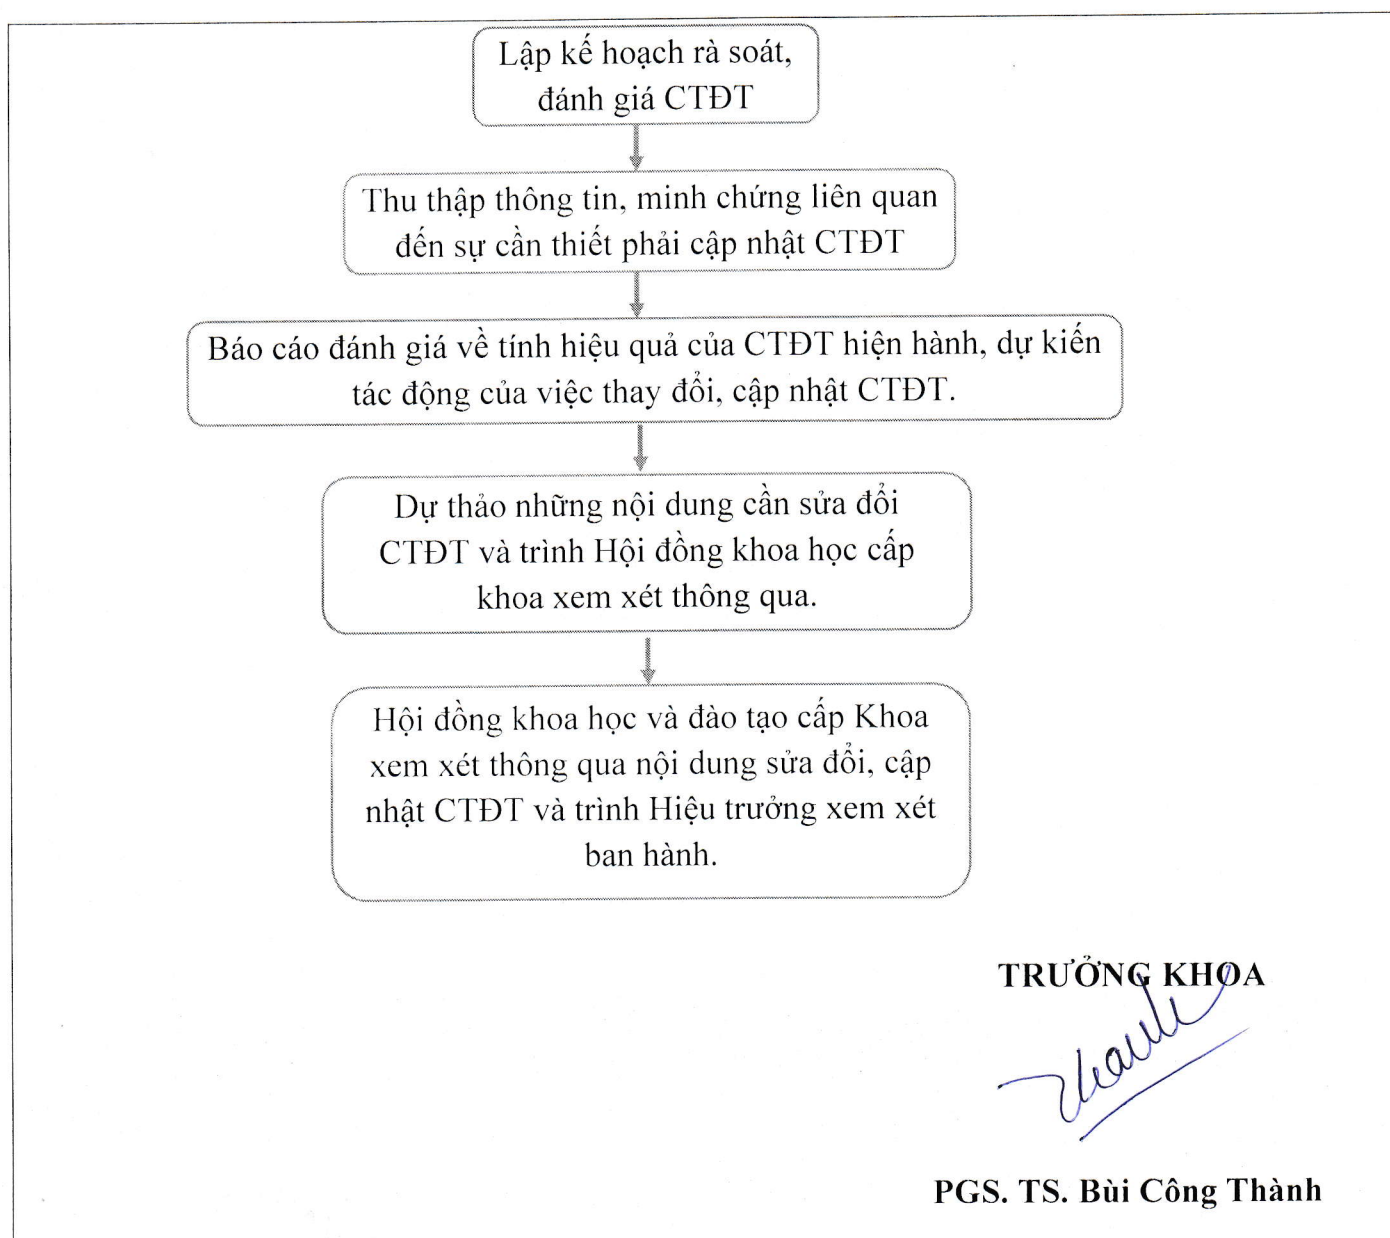 Lập kế hoạch rà soát,
đánh giá CTĐT
Thu thập thông tin, minh chứng liên quan
đến sự cần thiết phải cập nhật CTĐT
Báo cáo đánh giá về tính hiệu quả của CTĐT hiện hành, dự kiến
tác động của việc thay đổi, cập nhật CTĐT.
Dự thảo những nội dung cần sửa đổi
CTĐT và trình Hội đồng khoa học cấp
khoa xem xét thông qua.
Hội đồng khoa học và đào tạo cấp Khoa
xem xét thông qua nội dung sửa đổi, cập
nhật CTĐT và trình Hiệu trưởng xem xét
ban hành.
TRƯỞNG KHOA
Thanh
PGS. TS. Bùi Công Thành